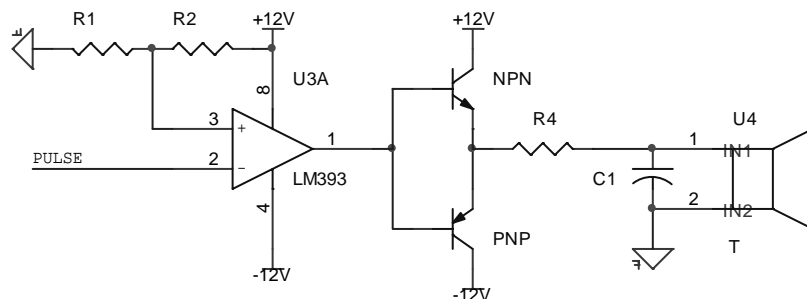 R1
R2
+12V
+12V
U3A
NPN
8
3
+
1
R4
1
U4
IN1
PULSE
2
-
LM393
C1
4
2
IN2
PNP
T
-12V
-12V